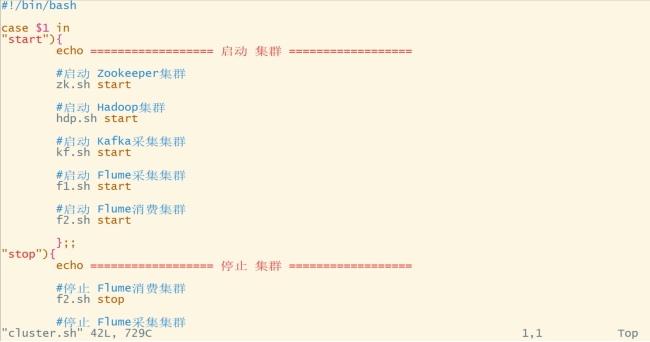 #!/bin/bash
case $1 in
"start"){
echo ================== 启动 集群 ==================
#启动 Zookeeper集群
zk.sh start
#启动 Hadoop集群
hdp.sh start
#启动 Kafka采集集群
kf.sh start
#启动 Flume采集集群
f1.sh start
#启动 Flume消费集群
f2.sh start
};;
"stop"){
echo ================== 停止 集群 ==================
#停止 Flume消费集群
f2.sh stop
#停止 Flume采集集群
"cluster.sh" 42L, 729C 1,1 Top